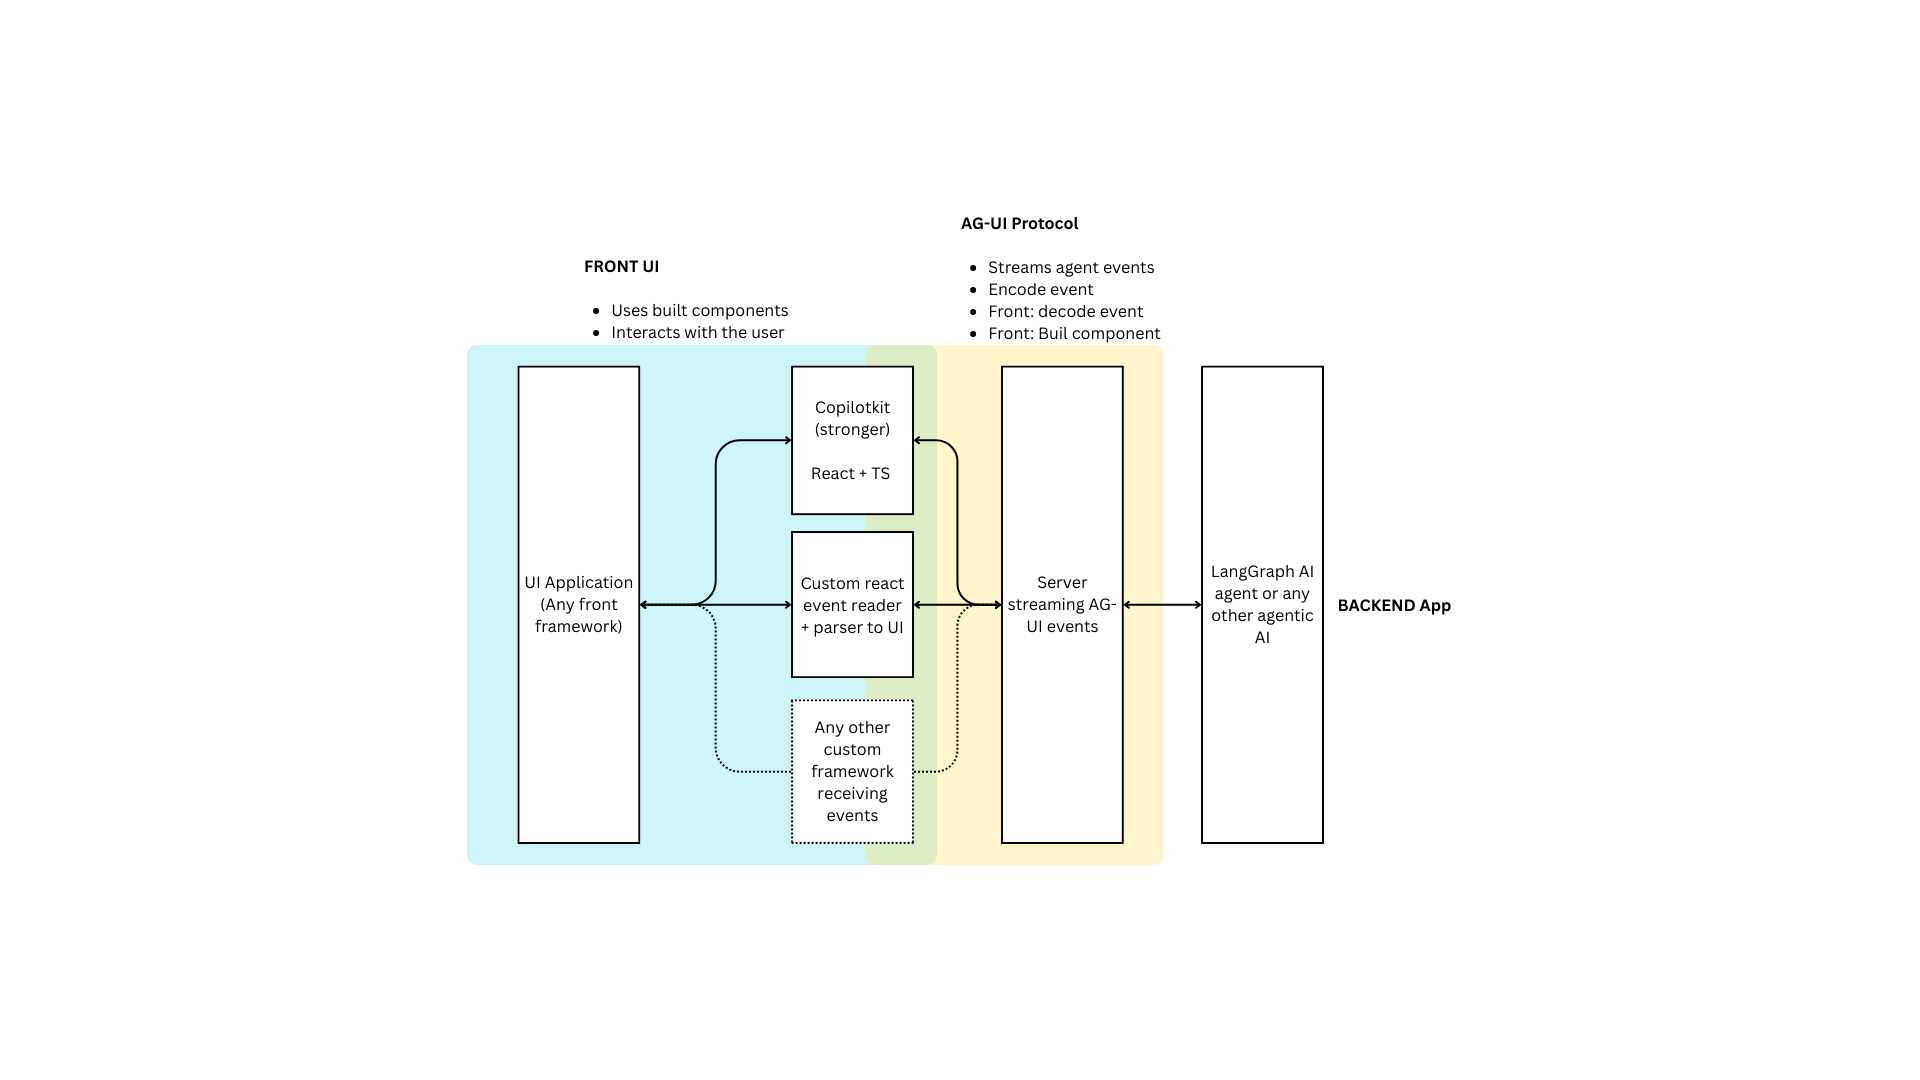 AG-UI Protocol
Streams agent events
Encode event
Front: decode event
Front: Buil component
FRONT UI
Uses built components
Interacts with the user
UI Application
(Any front
framework)
Copilotkit
(stronger)
React + TS
Custom react
event reader
+ parser to UI
Any other
custom
framework
receiving
events
Server
streaming AG-
UI events
LangGraph AI
agent or any
other agentic
AI
BACKEND App